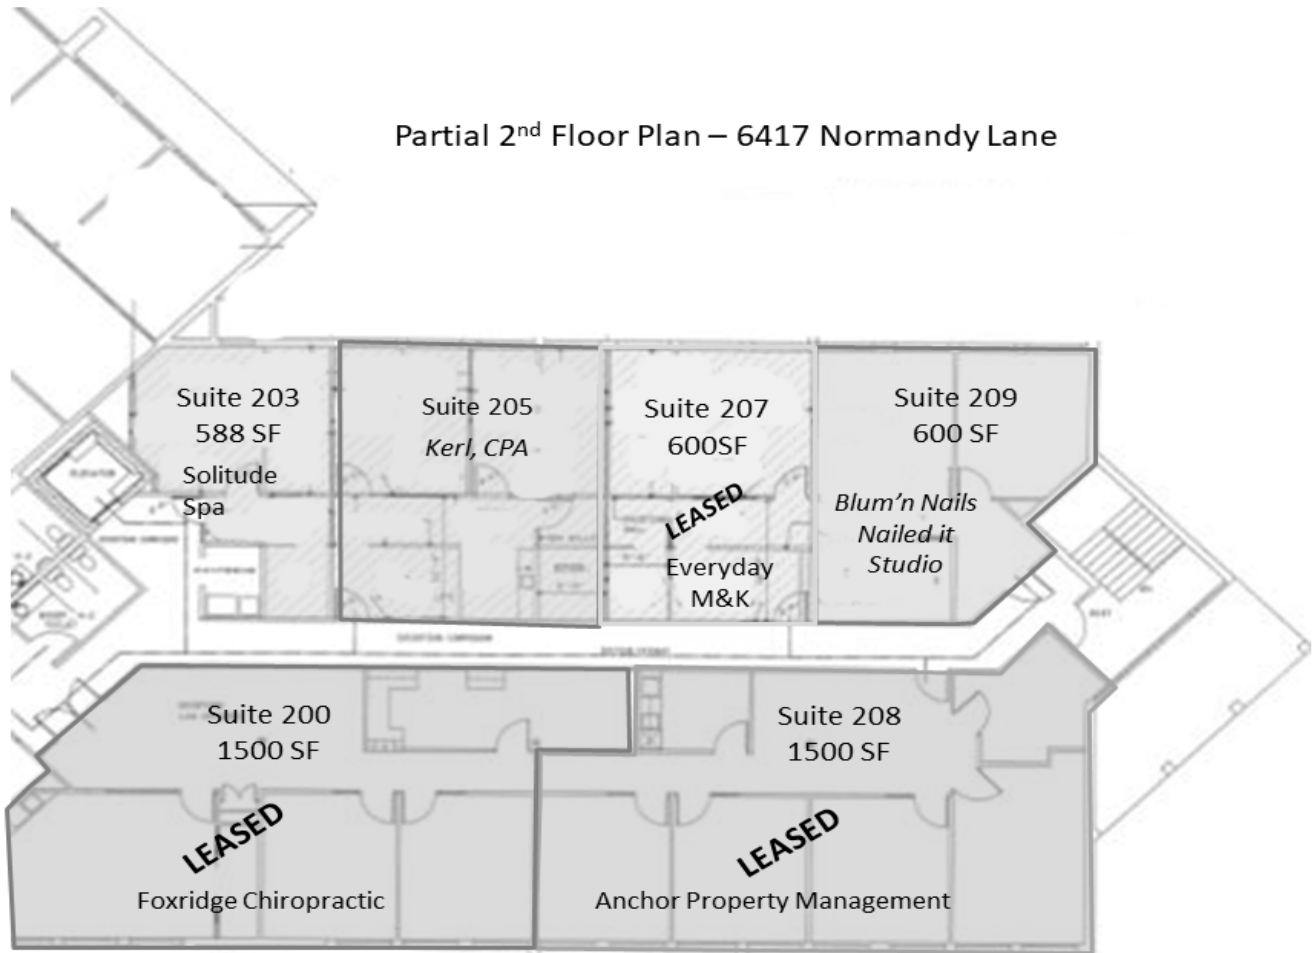 Partial 2nd Floor Plan – 6417 Normandy Lane
Suite 203
588 SF
Solitude
Spa
Suite 205
Kerl, CPA
Suite 207
600SF
LEASED
Everyday
M&K
Suite 209
600 SF
Blum’n Nails
Nailed it
Studio
Suite 200
1500 SF
LEASED
Foxridge Chiropractic
Suite 208
1500 SF
LEASED
Anchor Property Management